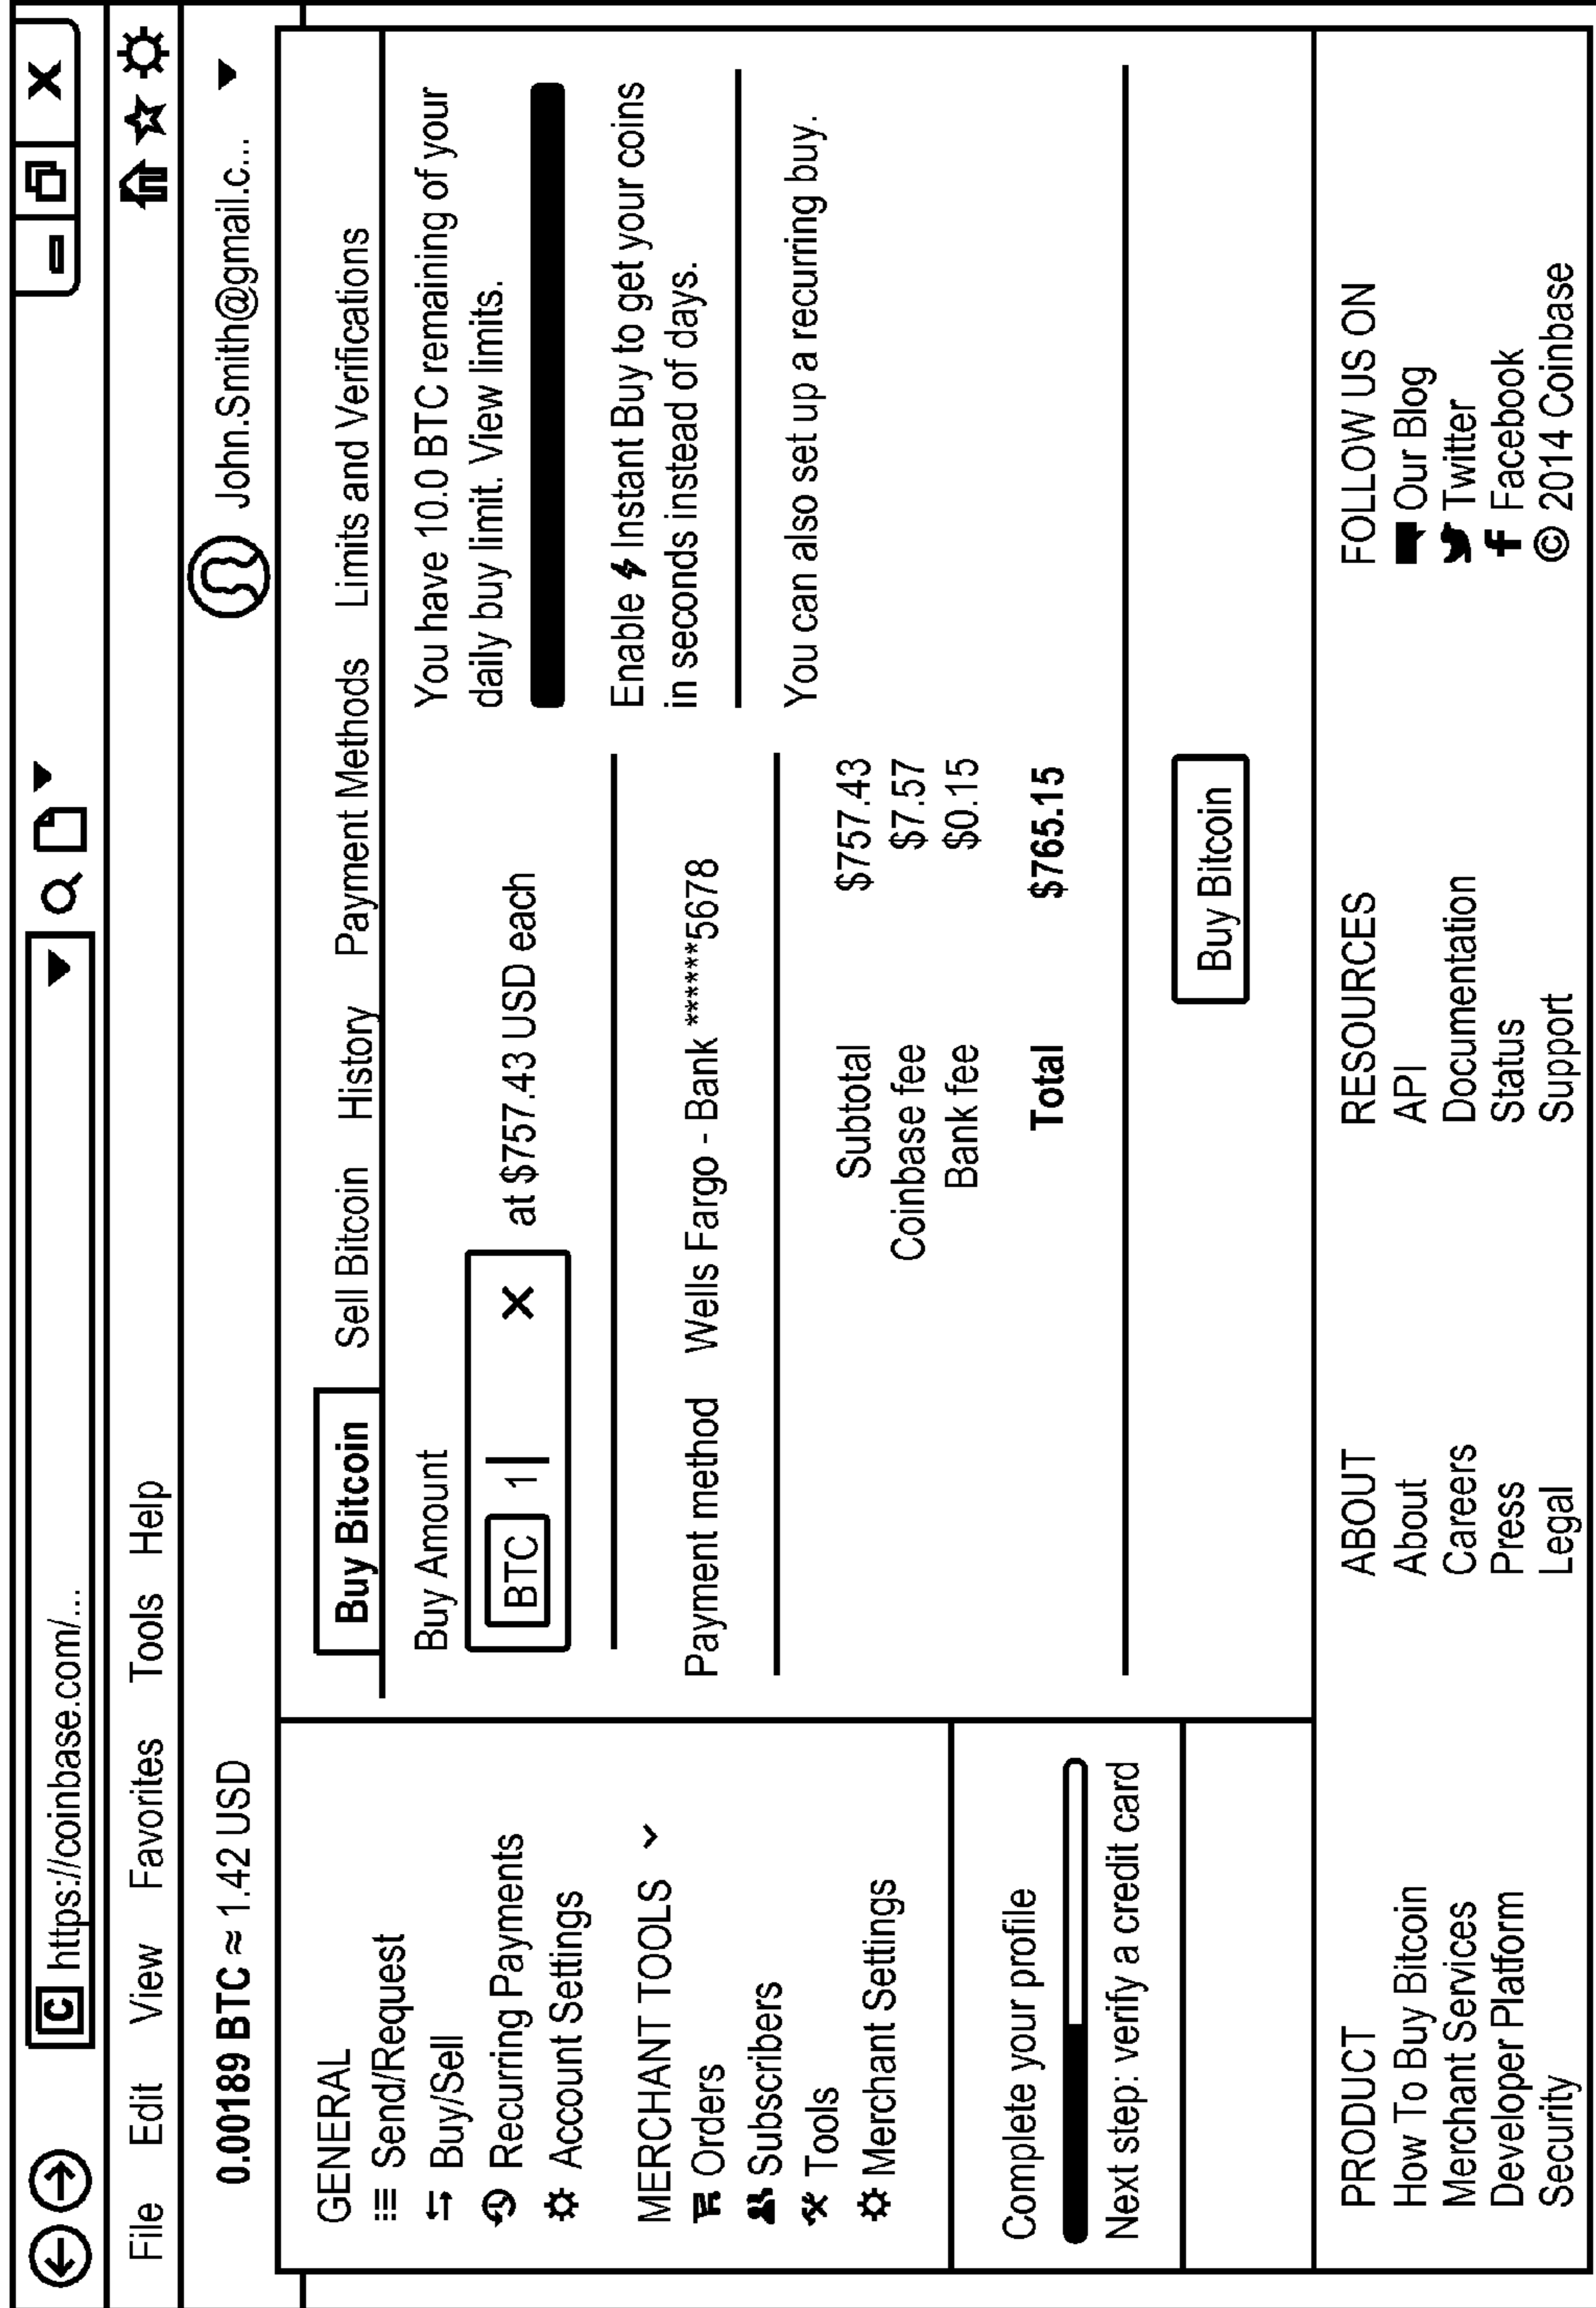 C https://coinbase.com/...
X
File Edit View Favorites Tools Help
0.00189 BTC ≈ 1.42 USD
John.Smith@gmail.c...
GENERAL
Send/Request
Buy/Sell
Recurring Payments
Account Settings
MERCHANT TOOLS
Orders
Subscribers
Tools
Merchant Settings
Complete your profile
Next step: verify a credit card
Buy Bitcoin Sell Bitcoin History Payment Methods Limits and Verifications
Buy Amount
BTC 1 X at $757.43 USD each
Payment method Wells Fargo - Bank ******5678
Subtotal $757.43
Coinbase fee $7.57
Bank fee $0.15
Total $765.15
You have 10.0 BTC remaining of your
daily buy limit. View limits.
Enable Instant Buy to get your coins
in seconds instead of days.
You can also set up a recurring buy.
Buy Bitcoin
PRODUCT
How To Buy Bitcoin
Merchant Services
Developer Platform
Security
ABOUT
About
Careers
Press
Legal
RESOURCES
API
Documentation
Status
Support
FOLLOW US ON
Our Blog
Twitter
f Facebook
© 2014 Coinbase